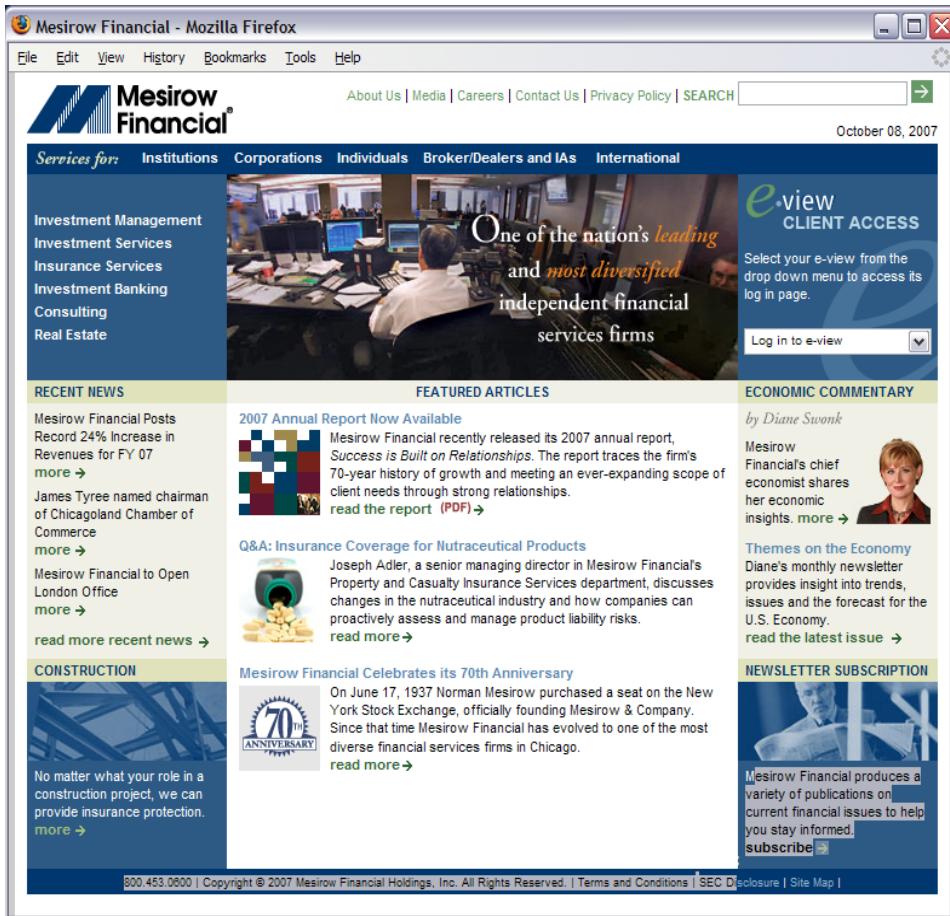 Mesirow Financial - Mozilla Firefox
File Edit View History Bookmarks Tools Help
Mesirow
Financial®
About Us | Media | Careers | Contact Us | Privacy Policy | SEARCH
October 08, 2007
Services for: Institutions Corporations Individuals Broker/Dealers and IAs International
Investment Management
Investment Services
Insurance Services
Investment Banking
Consulting
Real Estate
One of the nation's leading
and most diversified
independent financial
services firms
e-view
CLIENT ACCESS
Select your e-view from the
drop down menu to access its
log in page.
Log in to e-view
RECENT NEWS
Mesirow Financial Posts
Record 24% Increase in
Revenues for FY 07
more
James Tyree named chairman
of Chicagoland Chamber of
Commerce
more
Mesirow Financial to Open
London Office
more
read more recent news
CONSTRUCTION
No matter what your role in a
construction project, we can
provide insurance protection.
more
FEATURED ARTICLES
2007 Annual Report Now Available
Mesirow Financial recently released its 2007 annual report,
Success is Built on Relationships. The report traces the firm's
70-year history of growth and meeting an ever-expanding scope of
client needs through strong relationships.
read the report (PDF)
Q&A: Insurance Coverage for Nutraceutical Products
Joseph Adler, a senior managing director in Mesirow Financial's
Property and Casualty Insurance Services department, discusses
changes in the nutraceutical industry and how companies can
proactively assess and manage product liability risks.
read more
Mesirow Financial Celebrates its 70th Anniversary
70TH
ANNIVERSARY
On June 17, 1937 Norman Mesirow purchased a seat on the New
York Stock Exchange, officially founding Mesirow & Company.
Since that time Mesirow Financial has evolved to one of the most
diverse financial services firms in Chicago.
read more
ECONOMIC COMMENTARY
by Diane Swonk
Mesirow
Financial's chief
economist shares
her economic
insights. more
Themes on the Economy
Diane's monthly newsletter
provides insight into trends,
issues and the forecast for the
U.S. Economy.
read the latest issue
NEWSLETTER SUBSCRIPTION
Mesirow Financial produces a
variety of publications on
current financial issues to help
you stay informed.
subscribe
800.453.0600 | Copyright © 2007 Mesirow Financial Holdings, Inc. All Rights Reserved. | Terms and Conditions | SEC Disclosure | Site Map |